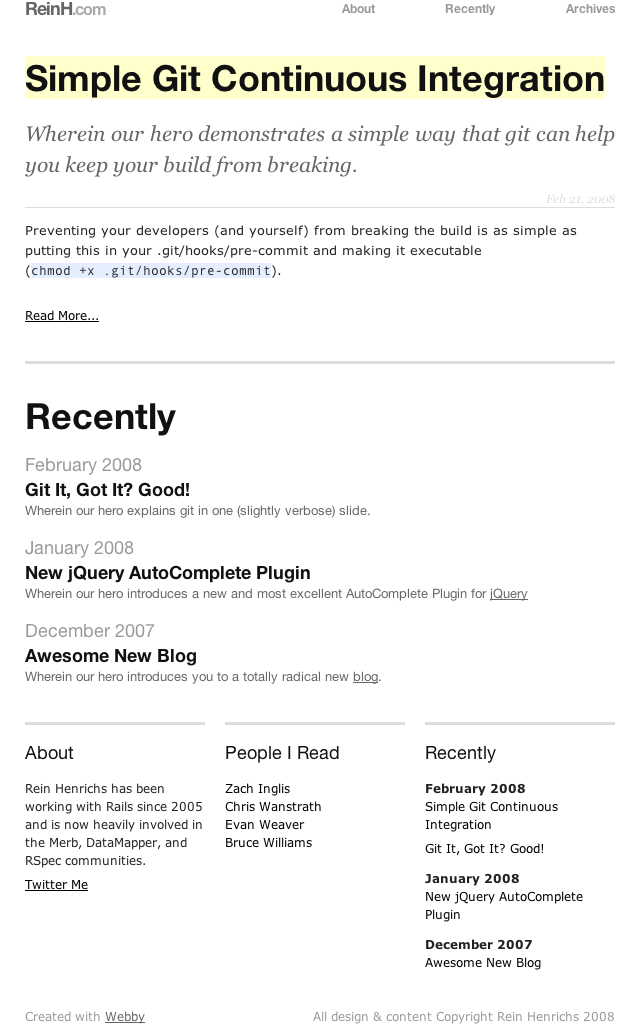 ReinH.com
About Recently Archives
Simple Git Continuous Integration
Wherein our hero demonstrates a simple way that git can help
you keep your build from breaking.
Feb 21, 2008
Preventing your developers (and yourself) from breaking the build is as simple as
putting this in your .git/hooks/pre-commit and making it executable
(chmod +x .git/hooks/pre-commit).
Read More...
Recently
February 2008
Git It, Got It? Good!
Wherein our hero explains git in one (slightly verbose) slide.
January 2008
New jQuery AutoComplete Plugin
Wherein our hero introduces a new and most excellent AutoComplete Plugin for jQuery
December 2007
Awesome New Blog
Wherein our hero introduces you to a totally radical new blog.
About
Rein Henrichs has been
working with Rails since 2005
and is now heavily involved in
the Merb, DataMapper, and
RSpec communities.
Twitter Me
People I Read
Zach Inglis
Chris Wanstrath
Evan Weaver
Bruce Williams
Recently
February 2008
Simple Git Continuous
Integration
Git It, Got It? Good!
January 2008
New jQuery AutoComplete
Plugin
December 2007
Awesome New Blog
Created with Webby
All design & content Copyright Rein Henrichs 2008